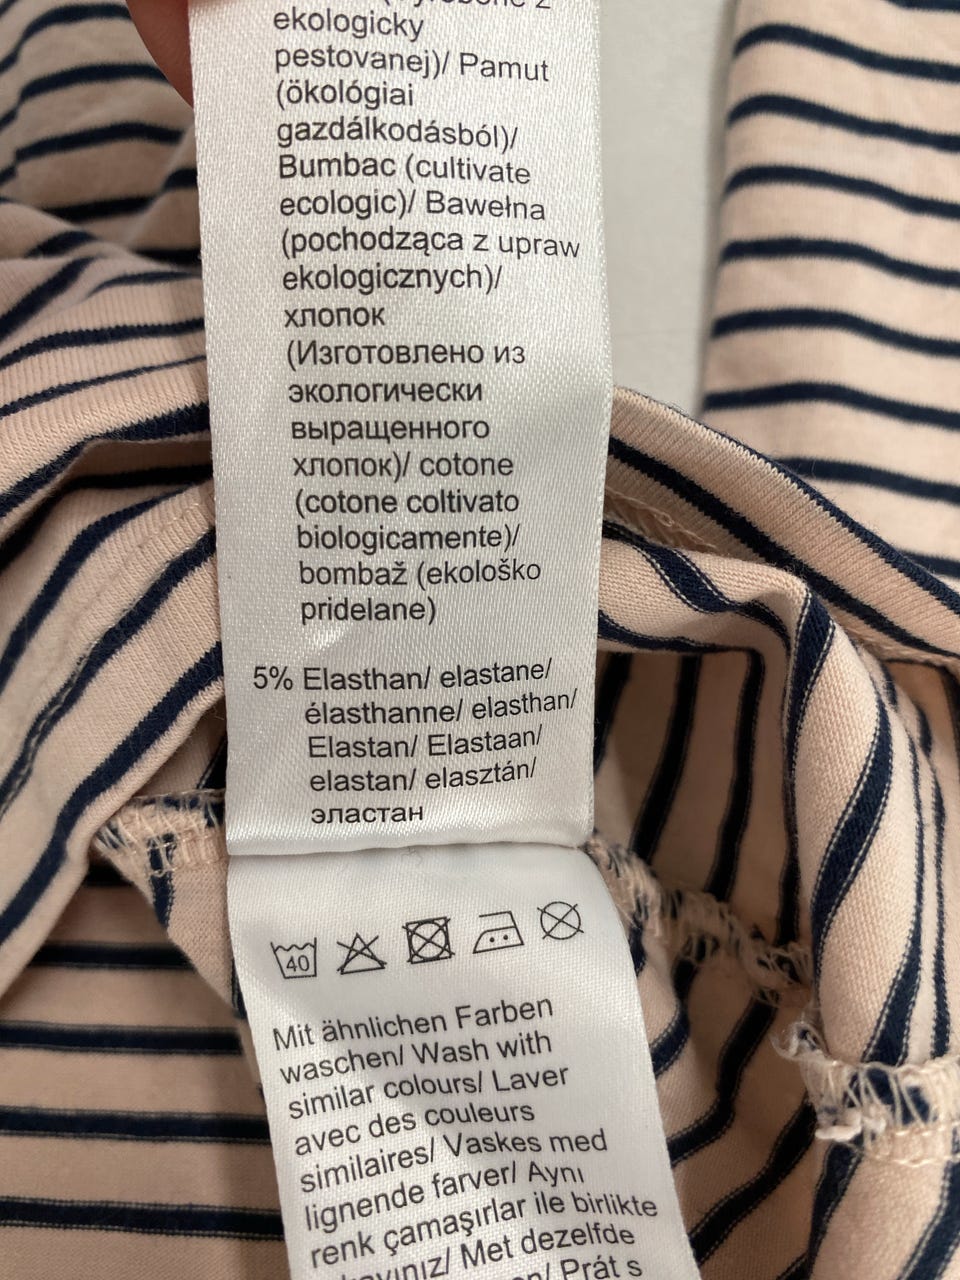 ekologicky
pestovanej)/ Pamut
(ökológiai
gazdálkodásból)/
Bumbac (cultivate
ecologic)/ Bawełna
(pochodząca z upraw
ekologicznych)/
хлопок
(Изготовлено из
экологически
выращенного
хлопок)/ cotone
(cotone coltivato
biologicamente)/
bombaž (ekološko
pridelane)
5% Elasthan/ elastane/
élasthanne/ elasthan/
Elastan/ Elastaan/
elastan/ elasztán/
эластан
40
Mit ähnlichen Farben
waschen/ Wash with
similar colours/ Laver
avec des couleurs
similaires/ Vaskes med
lignende farver/ Aynı
renk çamaşırlar ile birlikte
Met dezelfde
Prát s